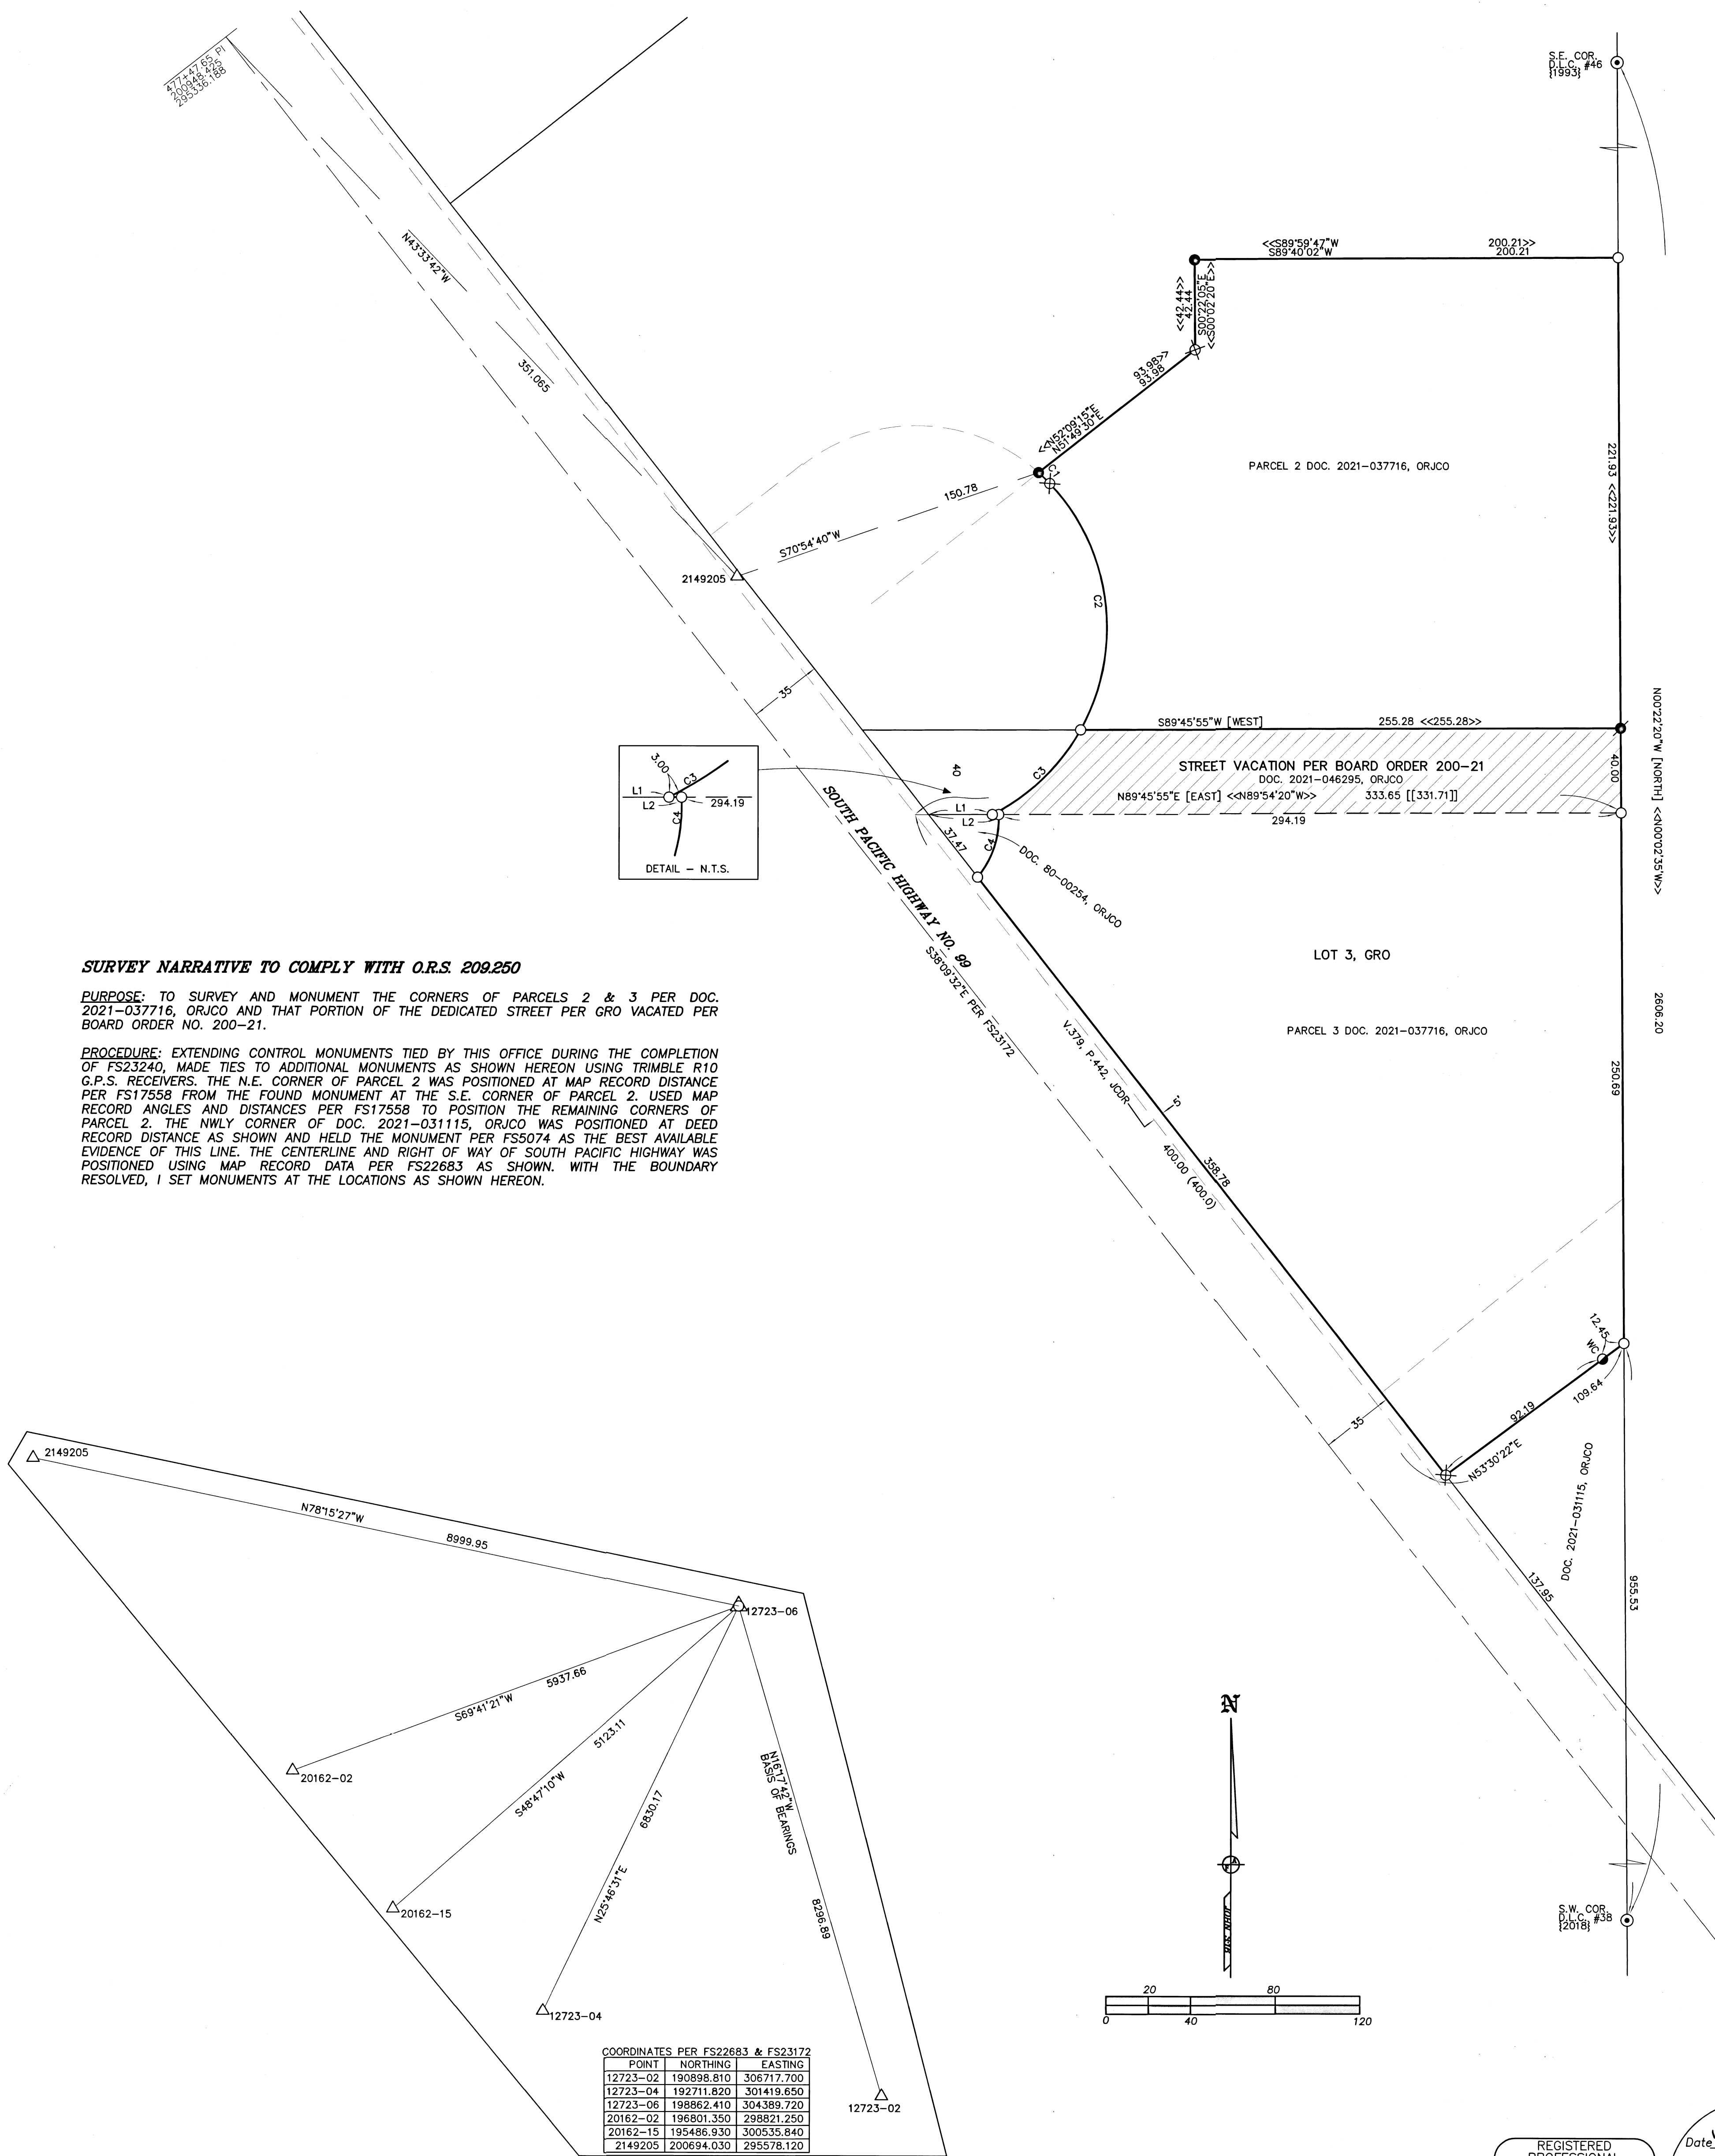 477+47.65 PI
200948.425
295336.188
S.E. COR.
D.L.C. #46
{1993}
N43°33'42"W
351.065
<<S89°59'47"W 200.21>>
S89°40'02"W 200.21
<<42.44>>
42.44
S00°22'05"E
<<S00°02'20"E>>
93.98>>
93.98
<<N52°09'15"E
N51°49'30"E
C1
PARCEL 2 DOC. 2021-037716, ORJCO
221.93 <<221.93>>
150.78
S70°54'40"W
2149205
C2
35
S89°45'55"W [WEST] 255.28 <<255.28>>
N00°22'20"W [NORTH] <<N00°02'35"W>>
STREET VACATION PER BOARD ORDER 200-21
DOC. 2021-046295, ORJCO
N89°45'55"E [EAST] <<N89°54'20"W>> 333.65 [[331.71]]
294.19
40.00
40
C3
L1
L2
C4
37.47
3.00
C3
L1
L2
C4
294.19
DETAIL – N.T.S.
SOUTH PACIFIC HIGHWAY NO. 99
S38°09'32"E PER FS23172
DOC. 80-00254, ORJCO
LOT 3, GRO
PARCEL 3 DOC. 2021-037716, ORJCO
2606.20
250.69
V.379, P.442, JCDR
5
358.78
400.00 (400.0)
SURVEY NARRATIVE TO COMPLY WITH O.R.S. 209.250
PURPOSE: TO SURVEY AND MONUMENT THE CORNERS OF PARCELS 2 & 3 PER DOC.
2021-037716, ORJCO AND THAT PORTION OF THE DEDICATED STREET PER GRO VACATED PER
BOARD ORDER NO. 200-21.
PROCEDURE: EXTENDING CONTROL MONUMENTS TIED BY THIS OFFICE DURING THE COMPLETION
OF FS23240, MADE TIES TO ADDITIONAL MONUMENTS AS SHOWN HEREON USING TRIMBLE R10
G.P.S. RECEIVERS. THE N.E. CORNER OF PARCEL 2 WAS POSITIONED AT MAP RECORD DISTANCE
PER FS17558 FROM THE FOUND MONUMENT AT THE S.E. CORNER OF PARCEL 2. USED MAP
RECORD ANGLES AND DISTANCES PER FS17558 TO POSITION THE REMAINING CORNERS OF
PARCEL 2. THE NWLY CORNER OF DOC. 2021-031115, ORJCO WAS POSITIONED AT DEED
RECORD DISTANCE AS SHOWN AND HELD THE MONUMENT PER FS5074 AS THE BEST AVAILABLE
EVIDENCE OF THIS LINE. THE CENTERLINE AND RIGHT OF WAY OF SOUTH PACIFIC HIGHWAY WAS
POSITIONED USING MAP RECORD DATA PER FS22683 AS SHOWN. WITH THE BOUNDARY
RESOLVED, I SET MONUMENTS AT THE LOCATIONS AS SHOWN HEREON.
12.45
WC
109.64
92.19
N53°30'22"E
35
DOC. 2021-031115, ORJCO
137.95
955.53
2149205
N78°15'27"W
8999.95
12723-06
5937.66
S69°41'21"W
20162-02
5123.11
S48°47'10"W
20162-15
6830.17
N25°46'31"E
12723-04
N16°17'42"W
BASIS OF BEARINGS
8296.89
12723-02
COORDINATES PER FS22683 & FS23172
POINT NORTHING EASTING
12723-02 190898.810 306717.700
12723-04 192711.820 301419.650
12723-06 198862.410 304389.720
20162-02 196801.350 298821.250
20162-15 195486.930 300535.840
2149205 200694.030 295578.120
N
20 80
0 40 120
S.W. COR.
D.L.C. #38
{2018}
REGISTERED
PROFESSIONAL
Date